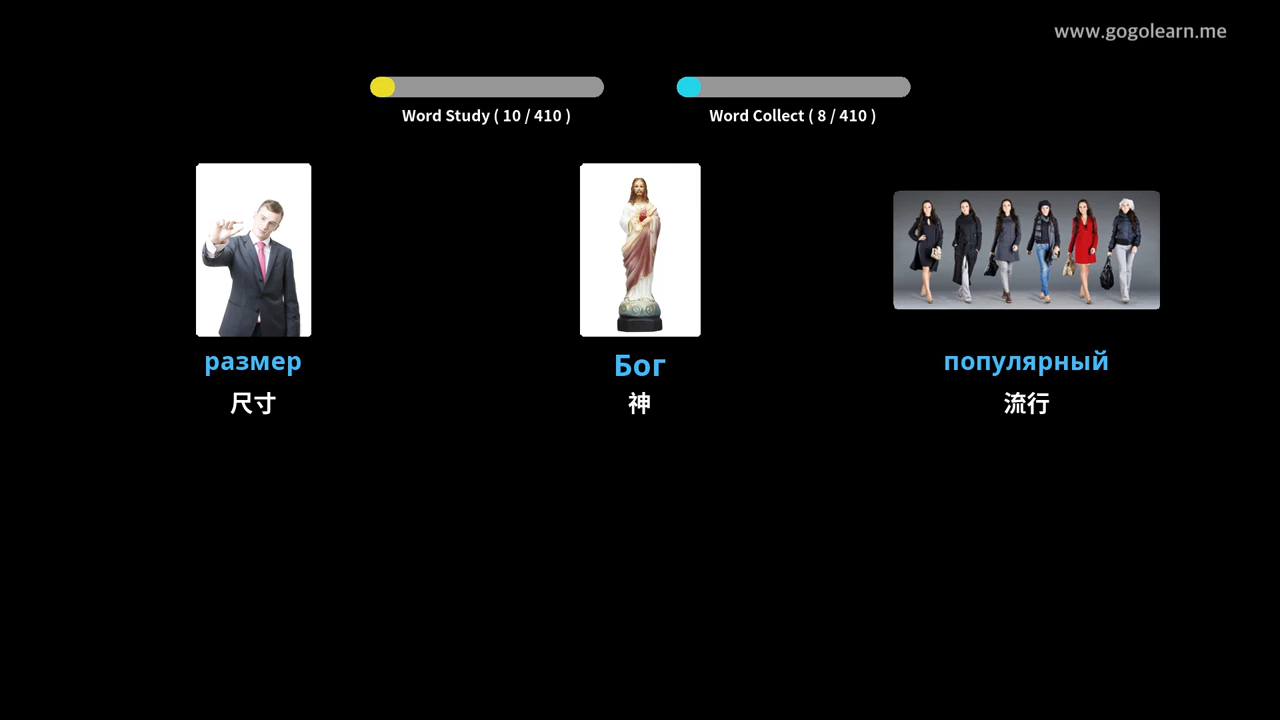 www.gogolearn.me
Word Study ( 10 / 410 )
Word Collect ( 8 / 410 )
размер
Бог
популярный
尺寸
神
流行